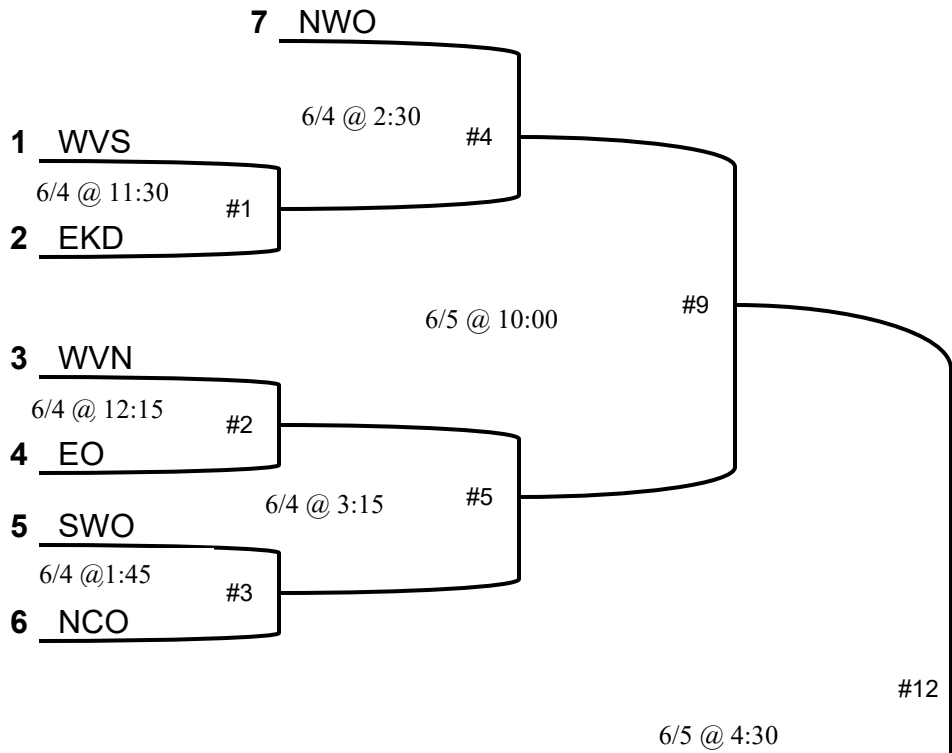 7 NWO
6/4 @ 2:30
#4
1 WVS
6/4 @ 11:30
#1
2 EKD
6/5 @ 10:00
#9
3 WVN
6/4 @ 12:15
#2
4 EO
6/4 @ 3:15
#5
5 SWO
6/4 @1:45
#3
6 NCO
#12
6/5 @ 4:30